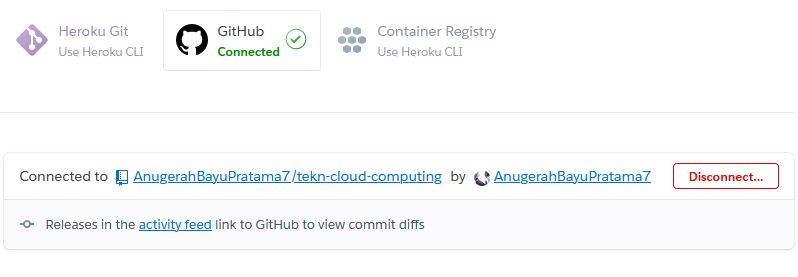 Heroku Git
Use Heroku CLI
GitHub
Connected
Container Registry
Use Heroku CLI
Connected to AnugerahBayuPratama7/tekn-cloud-computing by AnugerahBayuPratama7 Disconnect...
Releases in the activity feed link to GitHub to view commit diffs